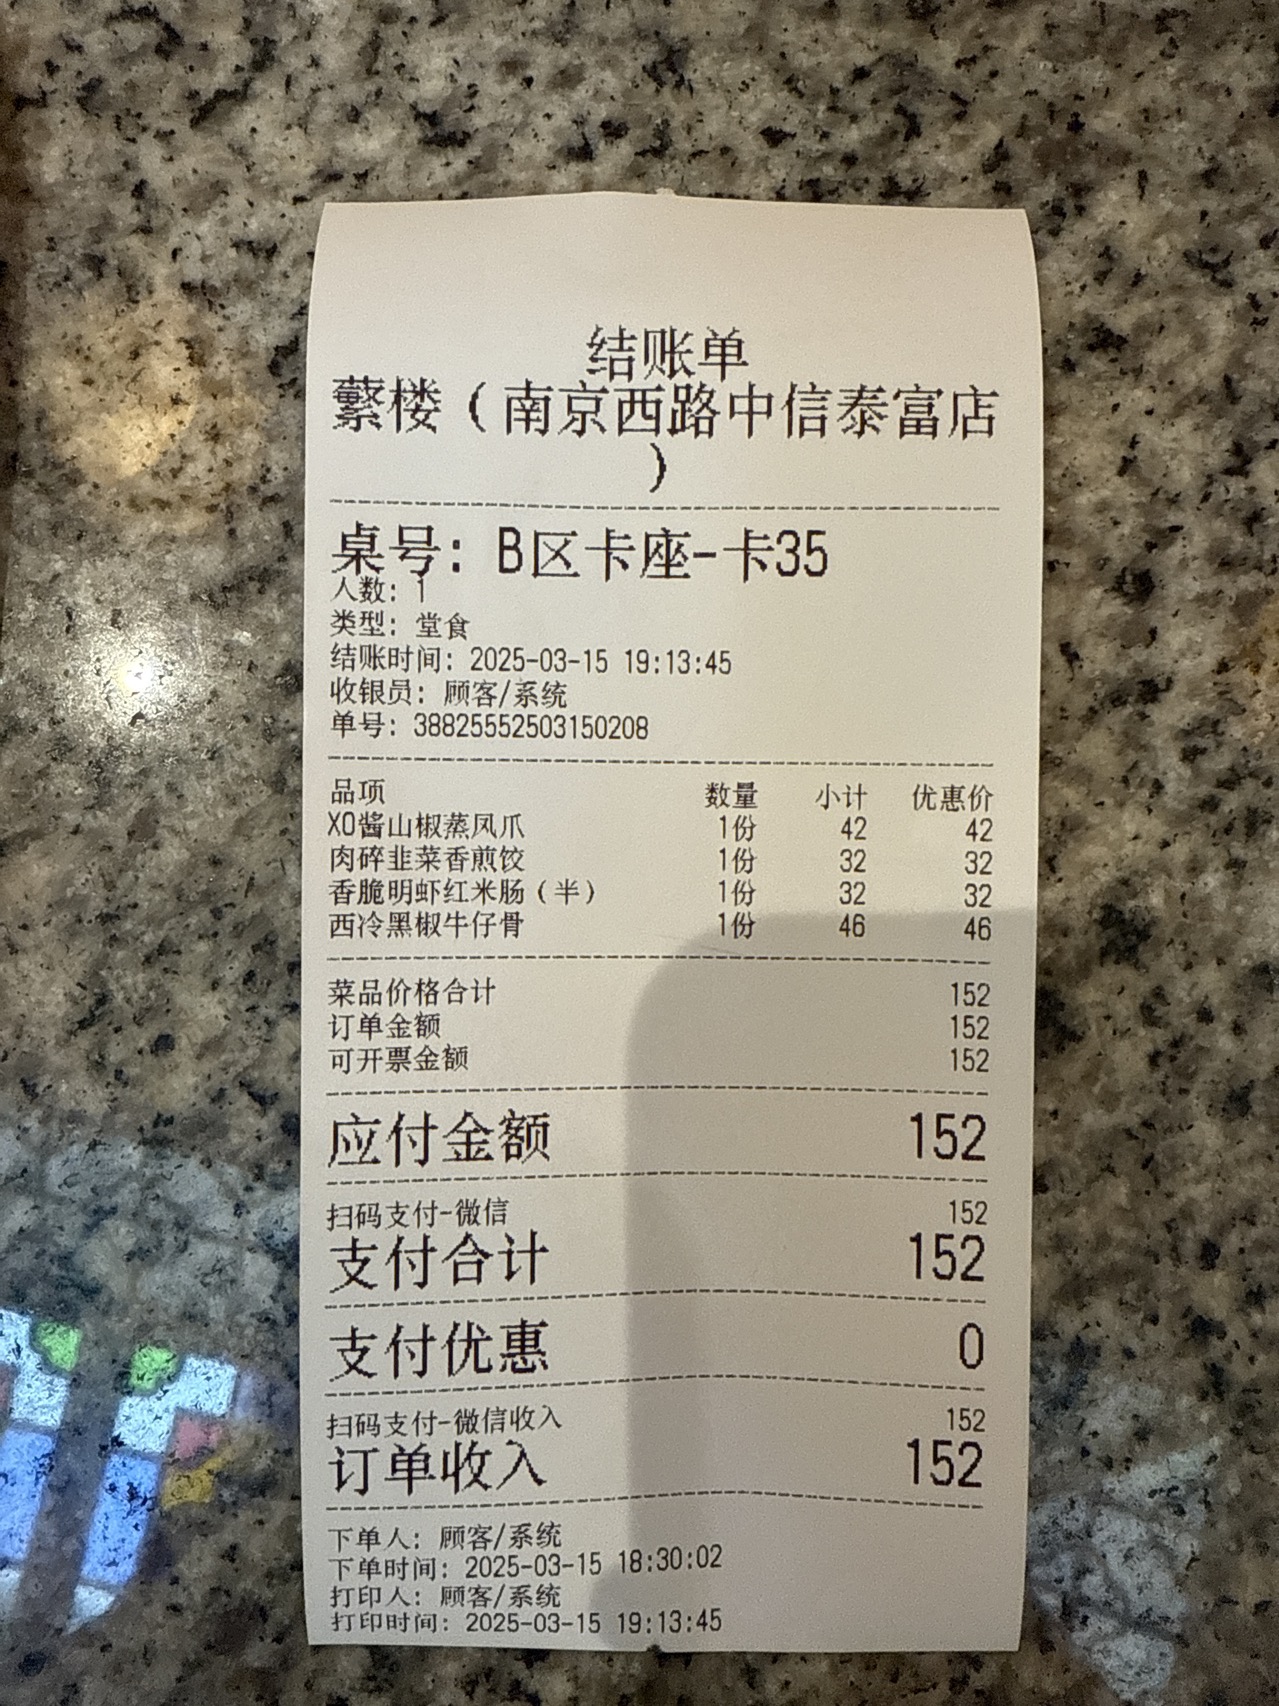 结账单
蘩楼（南京西路中信泰富店
）
桌号：B区卡座-卡35
人数：1
类型：堂食
结账时间：2025-03-15 19:13:45
收银员：顾客/系统
单号：38825552503150208
品项 数量 小计 优惠价
XO酱山椒蒸凤爪 1份 42 42
肉碎韭菜香煎饺 1份 32 32
香脆明虾红米肠（半） 1份 32 32
西冷黑椒牛仔骨 1份 46 46
菜品价格合计 152
订单金额 152
可开票金额 152
应付金额 152
扫码支付-微信 152
支付合计 152
支付优惠 0
扫码支付-微信收入 152
订单收入 152
下单人：顾客/系统
下单时间：2025-03-15 18:30:02
打印人：顾客/系统
打印时间：2025-03-15 19:13:45